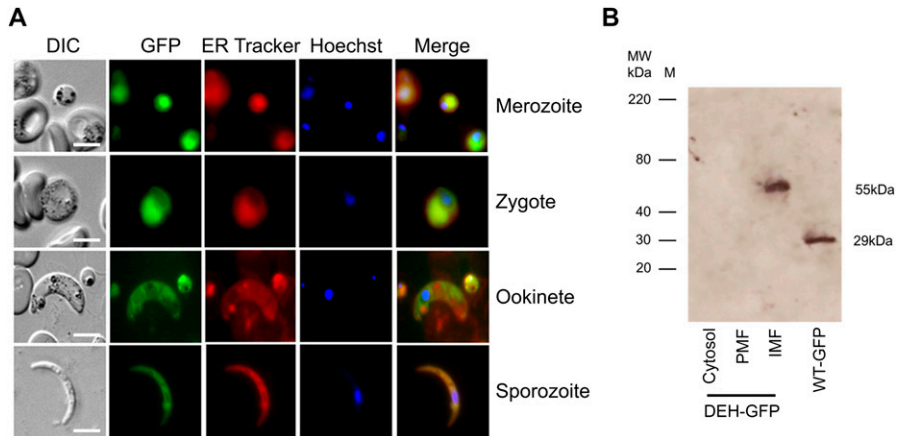 A
DIC GFP ER Tracker Hoechst Merge
Merozoite
Zygote
Ookinete
Sporozoite
B
MW
kDa M
220
80
40
30
20
55kDa
29kDa
Cytosol
PMF
IMF
WT-GFP
DEH-GFP